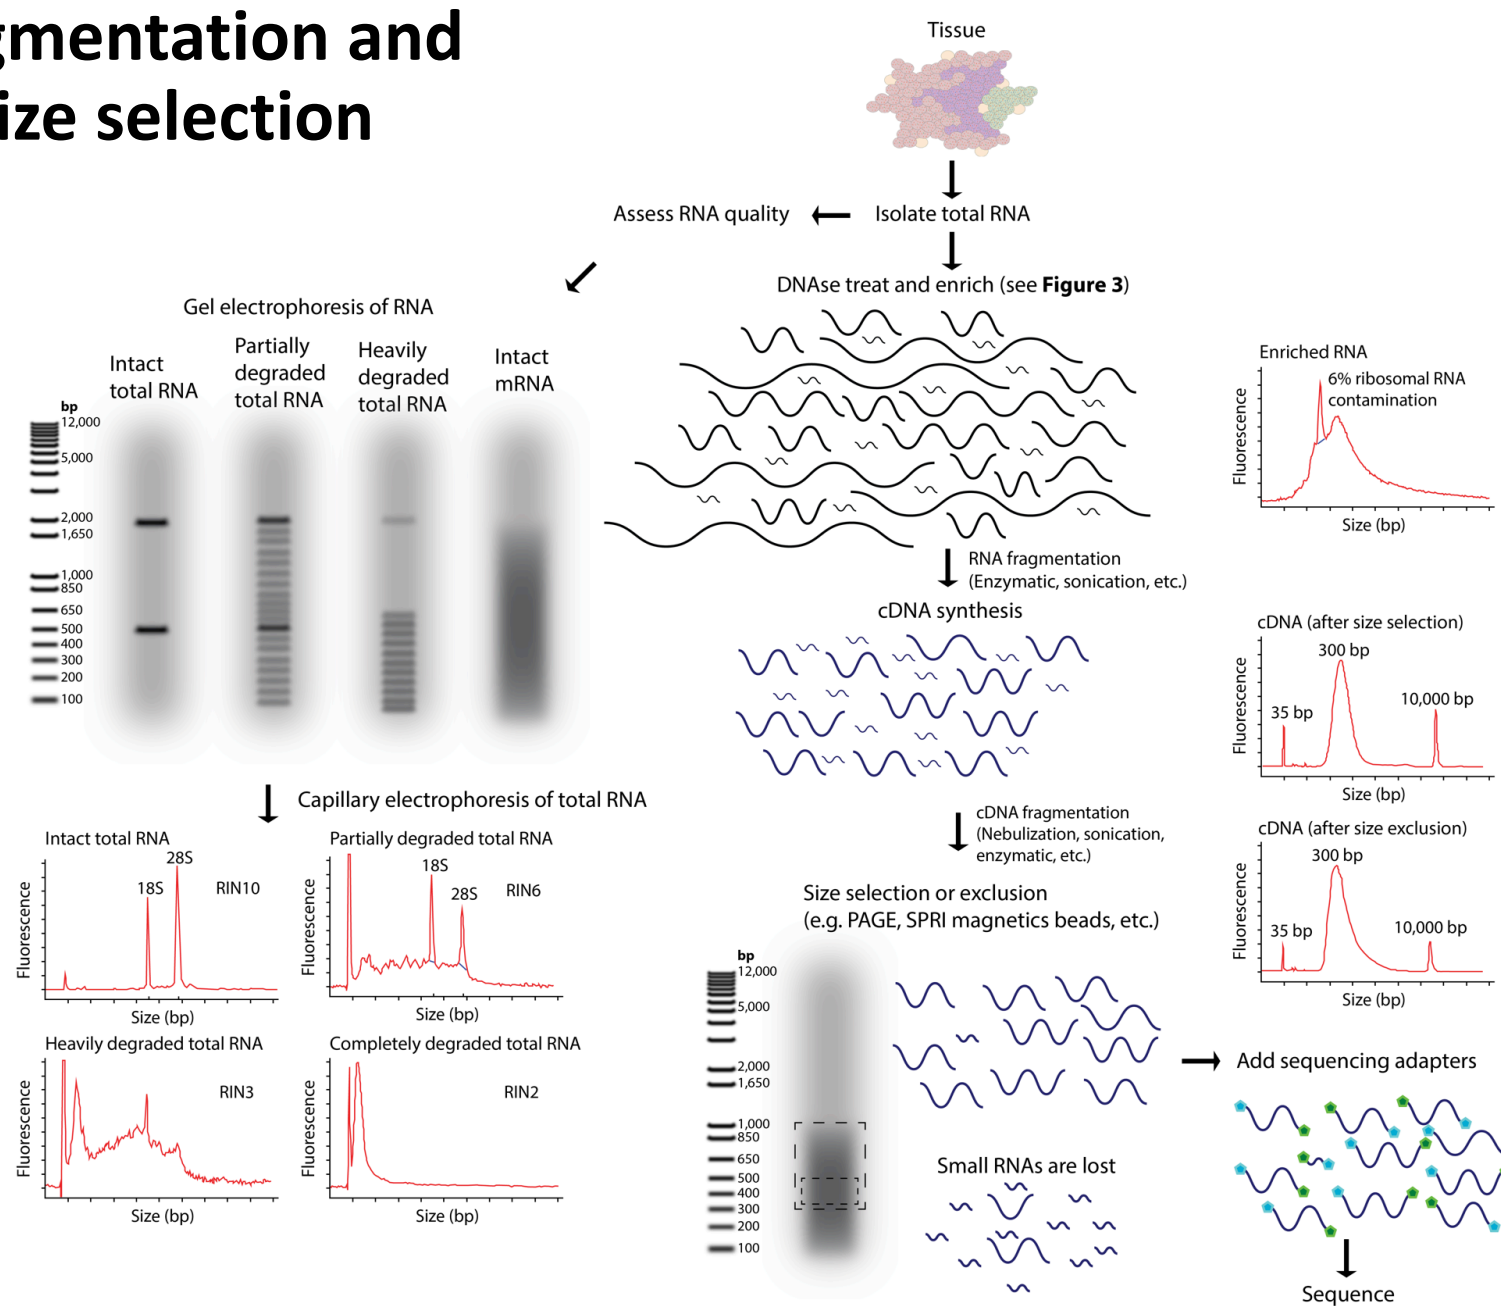 gmentation and
ize selection
Tissue
Assess RNA quality
Isolate total RNA
DNAse treat and enrich (see Figure 3)
Gel electrophoresis of RNA
Intact
total RNA
Partially
degraded
total RNA
Heavily
degraded
total RNA
Intact
mRNA
bp
12,000
5,000
2,000
1,650
1,000
850
650
500
400
300
200
100
Enriched RNA
6% ribosomal RNA
contamination
Fluorescence
Size (bp)
RNA fragmentation
(Enzymatic, sonication, etc.)
cDNA synthesis
cDNA (after size selection)
300 bp
35 bp
10,000 bp
Fluorescence
Size (bp)
Capillary electrophoresis of total RNA
Intact total RNA
28S
18S
RIN10
Fluorescence
Size (bp)
Partially degraded total RNA
18S
28S
RIN6
Fluorescence
Size (bp)
Heavily degraded total RNA
RIN3
Fluorescence
Size (bp)
Completely degraded total RNA
RIN2
Fluorescence
Size (bp)
cDNA fragmentation
(Nebulization, sonication,
enzymatic, etc.)
cDNA (after size exclusion)
300 bp
35 bp
10,000 bp
Fluorescence
Size (bp)
Size selection or exclusion
(e.g. PAGE, SPRI magnetics beads, etc.)
bp
12,000
5,000
2,000
1,650
1,000
850
650
500
400
300
200
100
Small RNAs are lost
Add sequencing adapters
Sequence